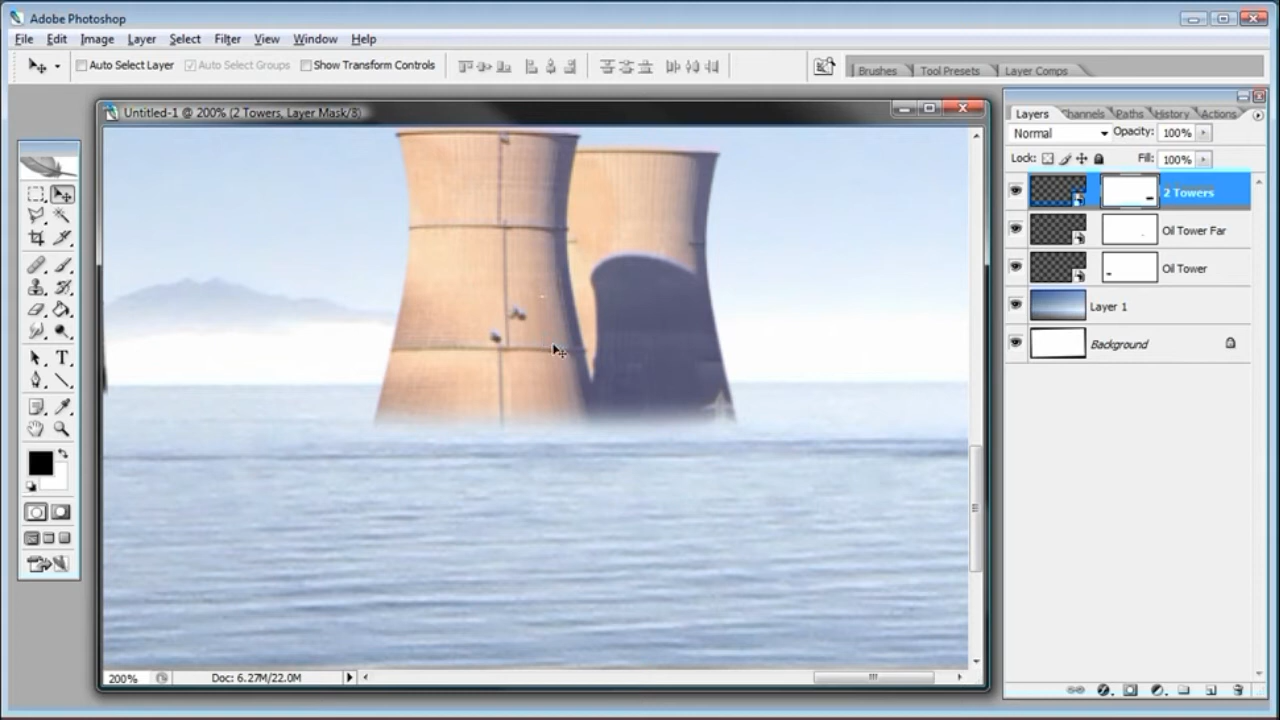 Adobe Photoshop
File Edit Image Layer Select Filter View Window Help
Auto Select Layer Auto Select Groups Show Transform Controls
Brushes Tool Presets Layer Comps
Untitled-1 @ 200% (2 Towers, Layer Mask/8)
Layers Channels Paths History Actions
Normal Opacity: 100%
Lock: Fill: 100%
2 Towers
Oil Tower Far
Oil Tower
Layer 1
Background
200% Doc: 6.27M/22.0M